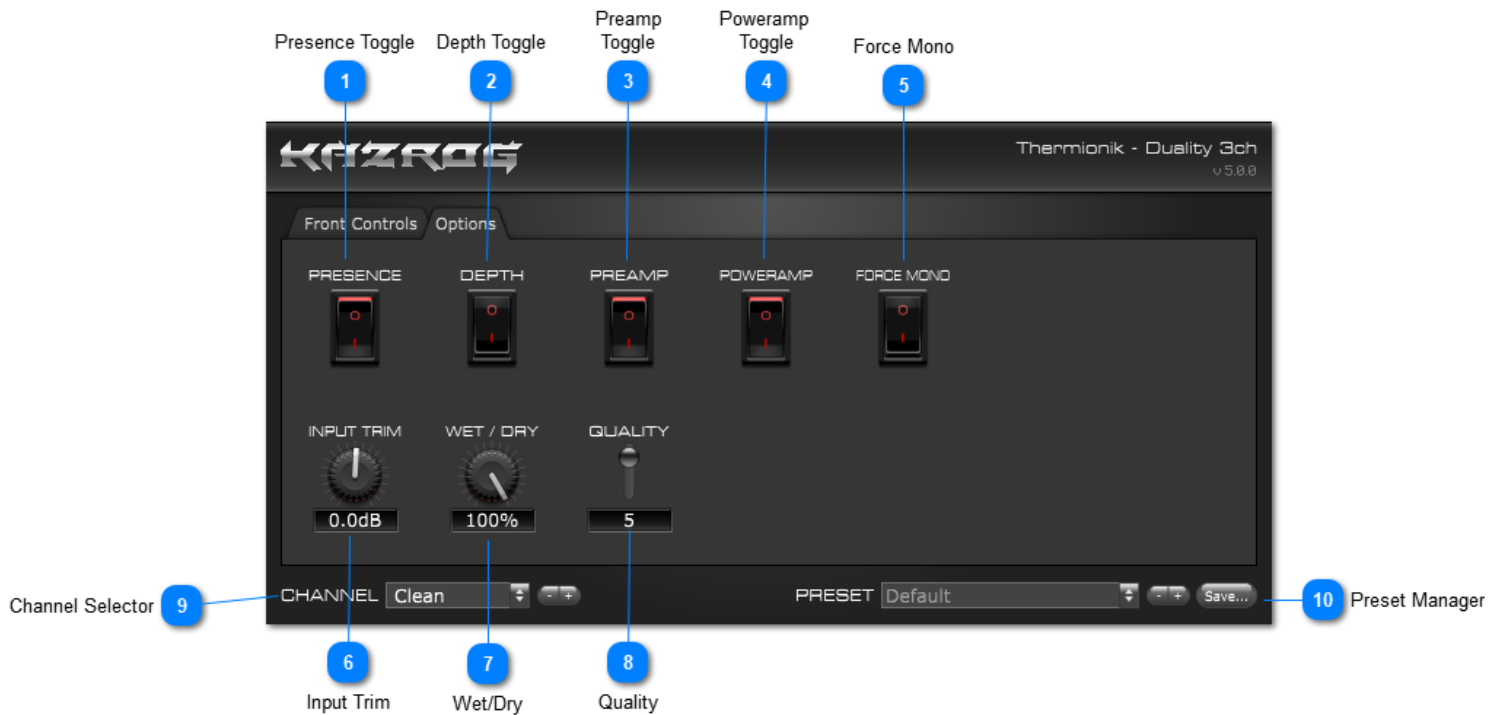 Preamp
Toggle
Poweramp
Toggle
Presence Toggle
Depth Toggle
Force Mono
1
2
3
4
5
KAZROG
Thermionik - Duality 3ch
v 5.0.0
Front Controls
Options
PRESENCE
DEPTH
PREAMP
POWERAMP
FORCE MONO
INPUT TRIM
WET / DRY
QUALITY
0.0dB
100%
5
Channel Selector
9
CHANNEL
Clean
- +
PRESET
Default
- +
Save...
10
Preset Manager
6
7
8
Input Trim
Wet/Dry
Quality